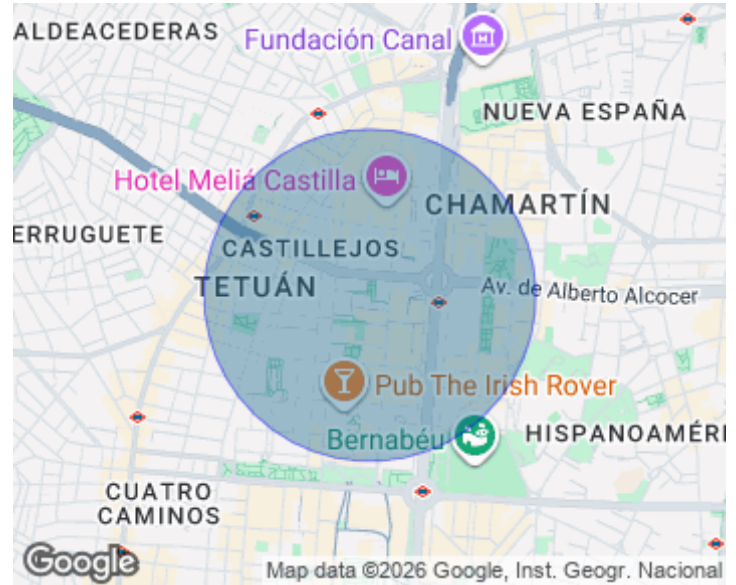 ALDEACEDERAS
Fundación Canal
NUEVA ESPAÑA
Hotel Meliá Castilla
CHAMARTÍN
ERRUGUETE
CASTILLEJOS
TETUÁN
Av. de Alberto Alcocer
Pub The Irish Rover
Bernabéu
HISPANOAMÉRI
CUATRO
CAMINOS
Google
Map data ©2026 Google, Inst. Geogr. Nacional